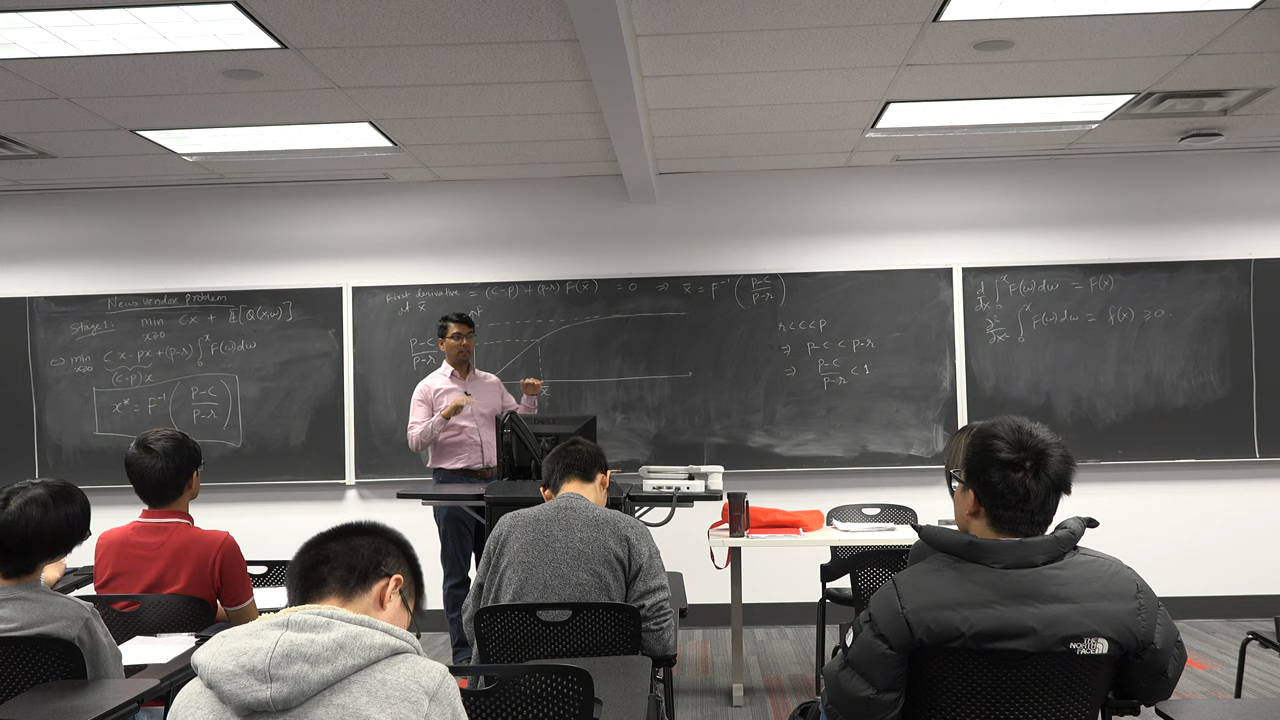 News vendor problem
Stage 1: min x≥0 cx + E[Q(x,ω)]
⇔ min x≥0 cx - px + (p-r) ∫₀ˣ F(ω)dω
(c-p)x
x* = F⁻¹ (p-c / p-r)
First derivative = (c-p) + (p-r) F(x̄) = 0 ⇒ x̄ = F⁻¹ (p-c / p-r)
at x̄
p-c / p-r
x̄
r<c<p
⇒ p-c < p-r
⇒ p-c / p-r < 1
d/dx ∫₀ˣ F(ω)dω = F(x)
∂²/∂x² ∫₀ˣ F(ω)dω = f(x) ≥0.
DELL
THE
NORTH
FACE